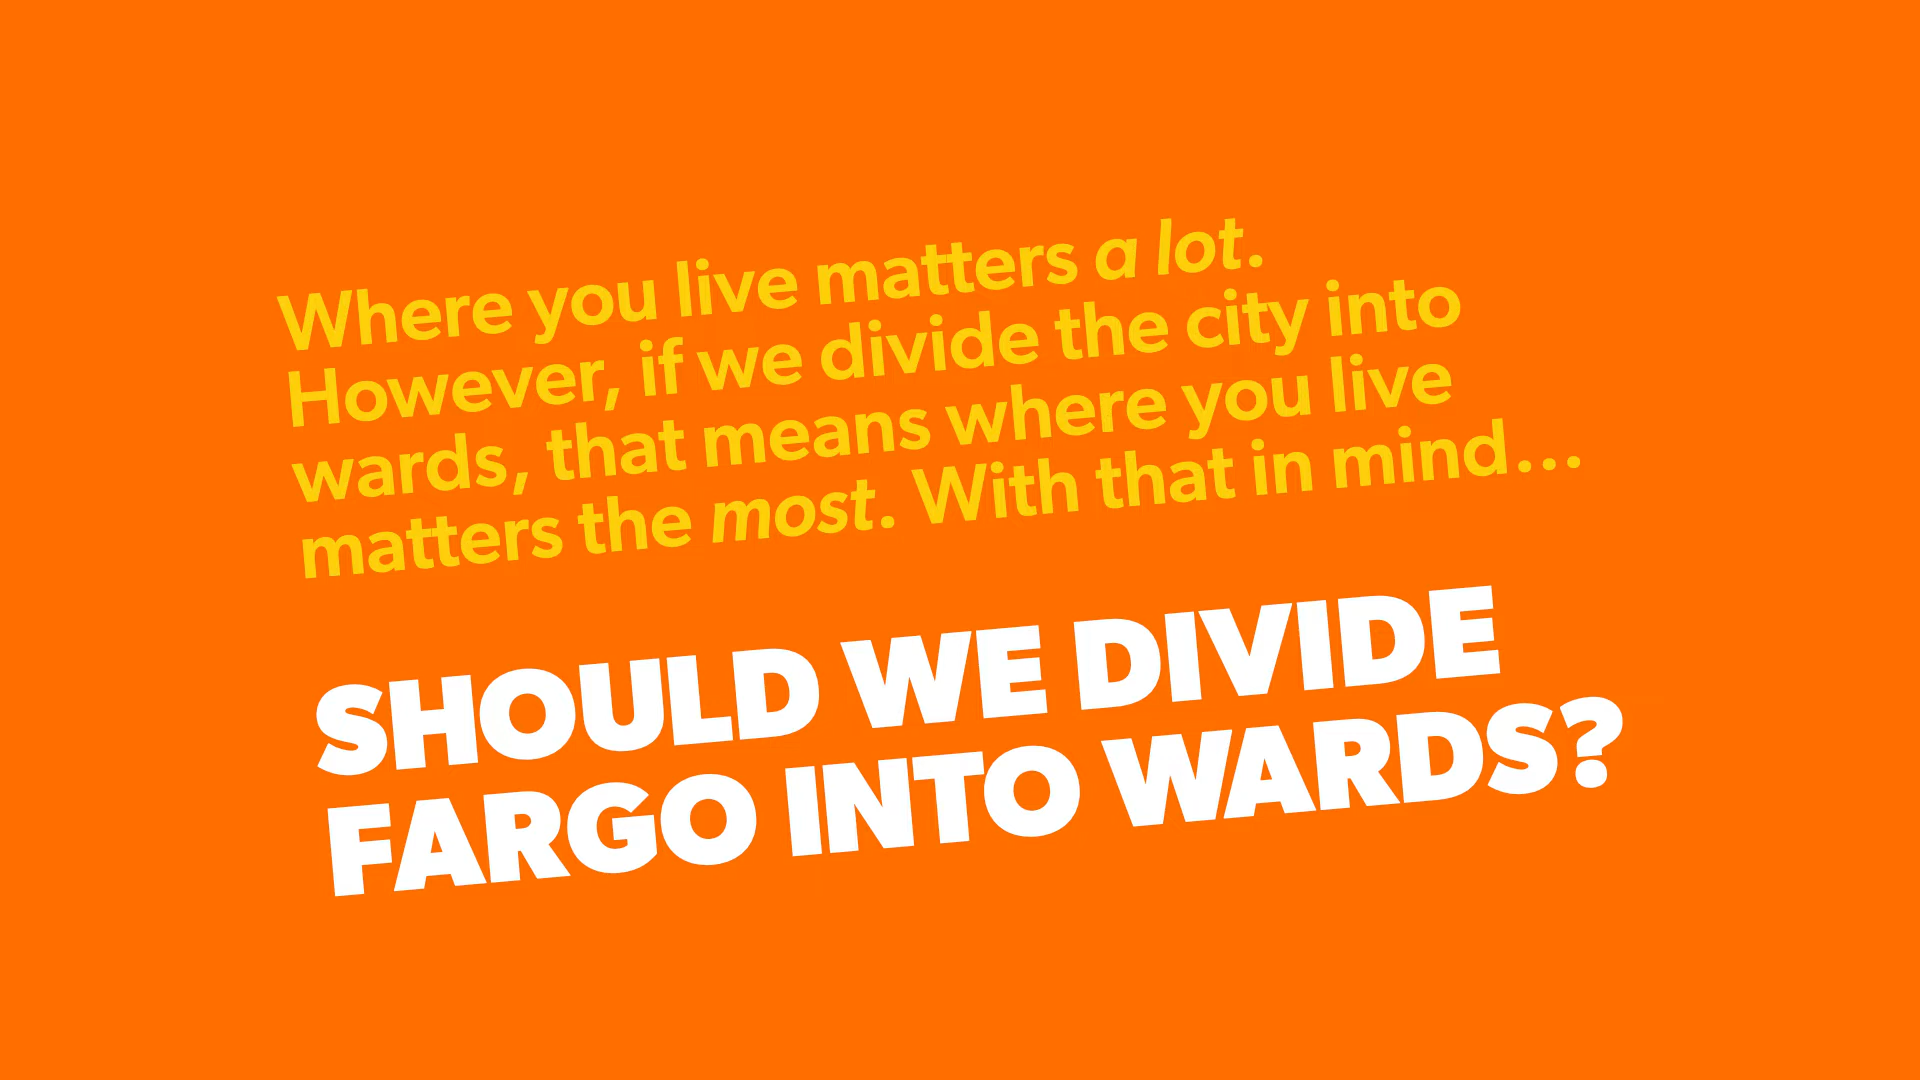 Where you live matters a lot.
However, if we divide the city into
wards, that means where you live
matters the most. With that in mind...
SHOULD WE DIVIDE
FARGO INTO WARDS?